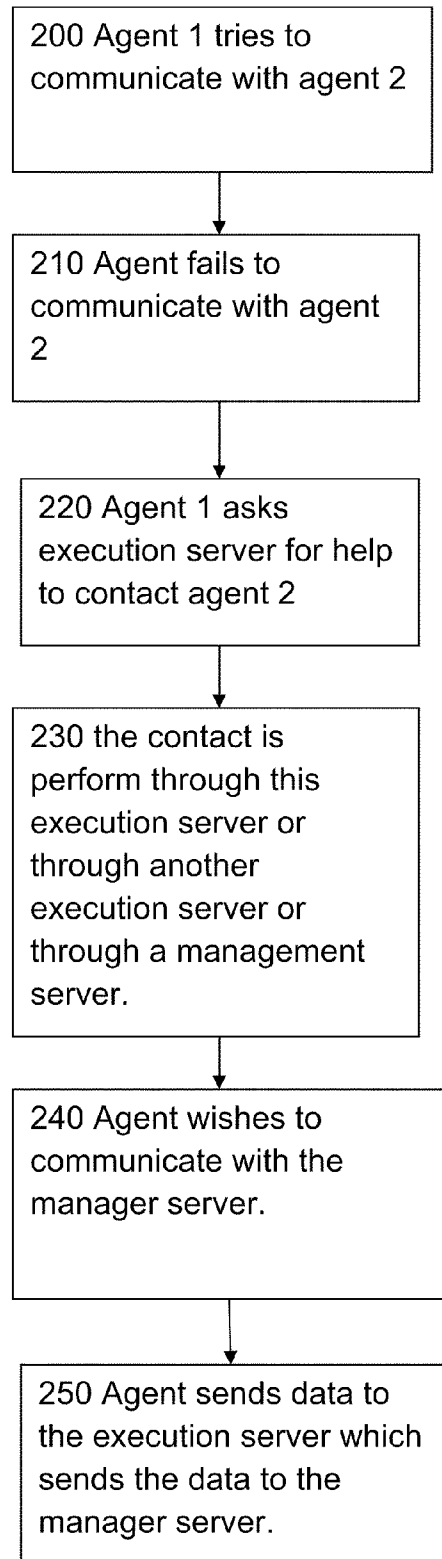 200 Agent 1 tries to
communicate with agent 2
210 Agent fails to
communicate with agent
2
220 Agent 1 asks
execution server for help
to contact agent 2
230 the contact is
perform through this
execution server or
through another
execution server or
through a management
server.
240 Agent wishes to
communicate with the
manager server.
250 Agent sends data to
the execution server which
sends the data to the
manager server.